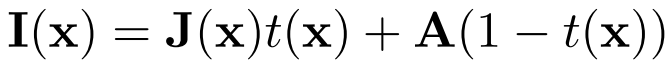 I(x) = J(x)t(x) + A(1 − t(x))